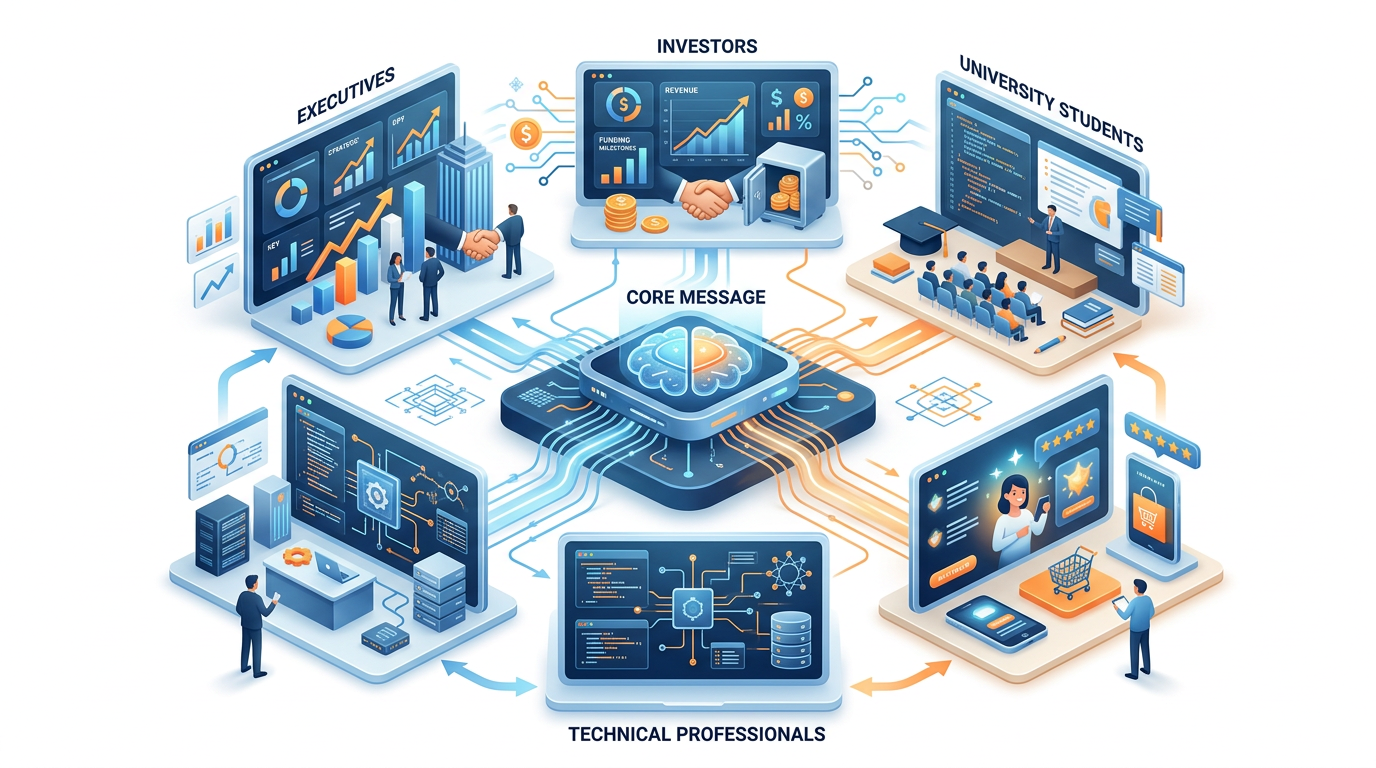 INVESTORS
EXECUTIVES
UNIVERSITY STUDENTS
REVENUE
FUNDING
MILESTONES
$
$
$
%
$
$
KEY
CORE MESSAGE
TECHNICAL PROFESSIONALS